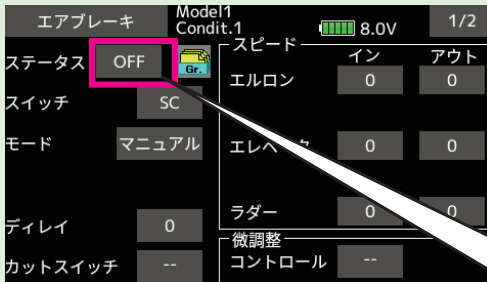 エアブレーキ Model1 Condit.1 8.0V 1/2
ステータス OFF Gr. スピード イン アウト
エルロン 0 0
スイッチ SC
モード マニュアル エレベ 0 0
ラダー 0 0
ディレイ 0
微調整
カットスイッチ -- コントロール --